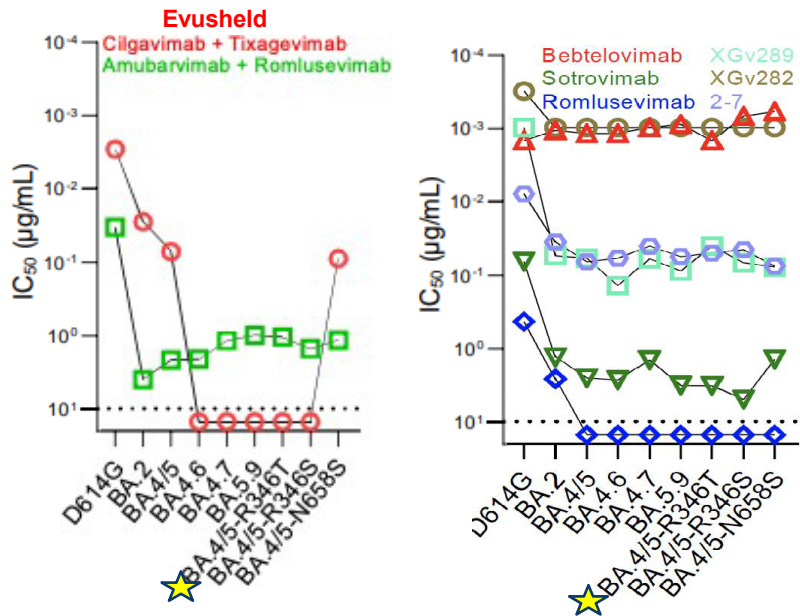 Evusheld
Cilgavimab + Tixagevimab
Amubarvimab + Romlusevimab
IC50 (µg/mL)
10-4
10-3
10-2
10-1
100
101
D614G
BA.2
BA.4/5
BA.4.6
BA.4.7
BA.5.9
BA.4/5-R346T
BA.4/5-R346S
BA.4/5-N658S
Bebtelovimab XGv289
Sotrovimab XGv282
Romlusevimab 2-7
IC50 (µg/mL)
10-4
10-3
10-2
10-1
100
101
D614G
BA.2
BA.4/5
BA.4.6
BA.4.7
BA.5.9
BA.4/5-R346T
BA.4/5-R346S
BA.4/5-N658S